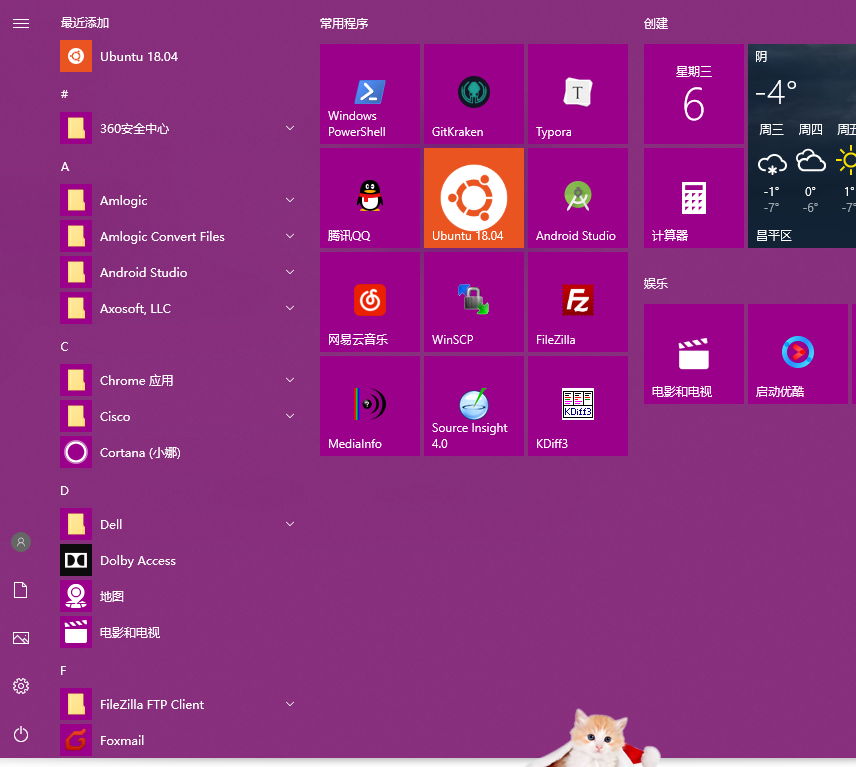 最近添加
Ubuntu 18.04
#
360安全中心
A
Amlogic
Amlogic Convert Files
Android Studio
Axosoft, LLC
C
Chrome 应用
Cisco
Cortana (小娜)
D
Dell
Dolby Access
地图
电影和电视
F
FileZilla FTP Client
Foxmail
常用程序
Windows
PowerShell
GitKraken
T
Typora
腾讯QQ
Ubuntu 18.04
Android Studio
网易云音乐
WinSCP
Fz
FileZilla
MediaInfo
Source Insight
4.0
KDiff3
KDiff3
创建
星期三
6
阴
-4°
周三 周四 周五
-1° 0° 1°
-7° -6° -7°
昌平区
计算器
娱乐
电影和电视
启动优酷